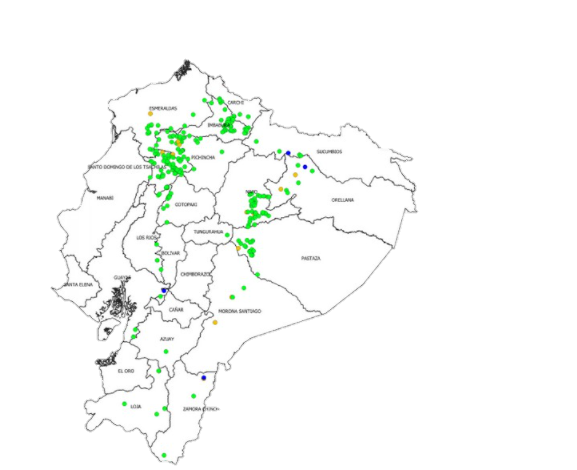 ESMERALDAS
CARCHI
IMBABURA
SUCUMBIOS
PICHINCHA
SANTO DOMINGO DE LOS TSACHILAS
MANABI
NAPO
ORELLANA
COTOPAXI
TUNGURAHUA
LOS RIOS
BOLIVAR
PASTAZA
CHIMBORAZO
GUAYAS
SANTA ELENA
CAÑAR
MORONA SANTIAGO
AZUAY
EL ORO
LOJA
ZAMORA CHINCH